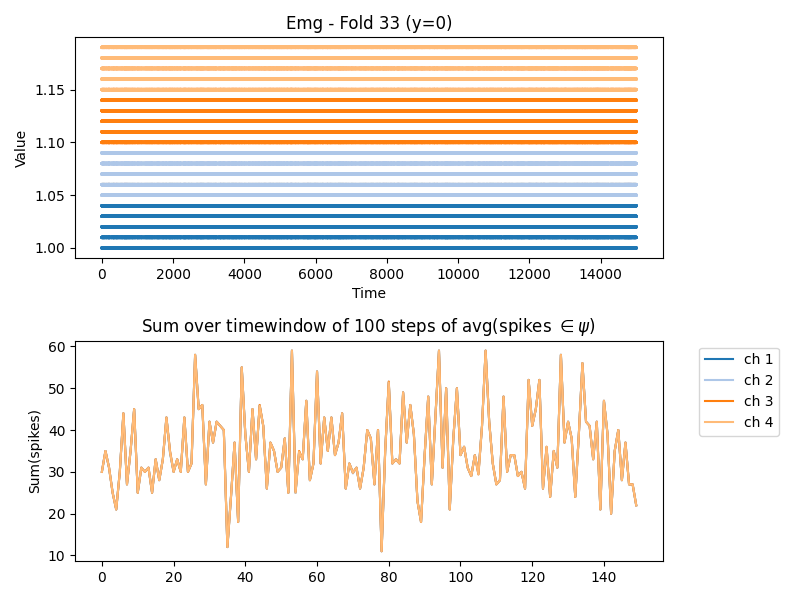 Emg - Fold 33 (y=0)
Value
1.15
1.10
1.05
1.00
0 2000 4000 6000 8000 10000 12000 14000
Time
Sum over timewindow of 100 steps of avg(spikes ∈ψ)
Sum(spikes)
60
50
40
30
20
10
0 20 40 60 80 100 120 140
ch 1
ch 2
ch 3
ch 4